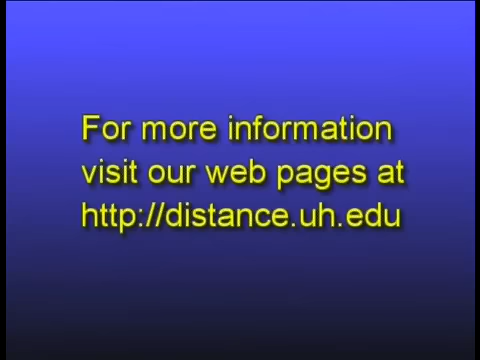 For more information
visit our web pages at
http://distance.uh.edu